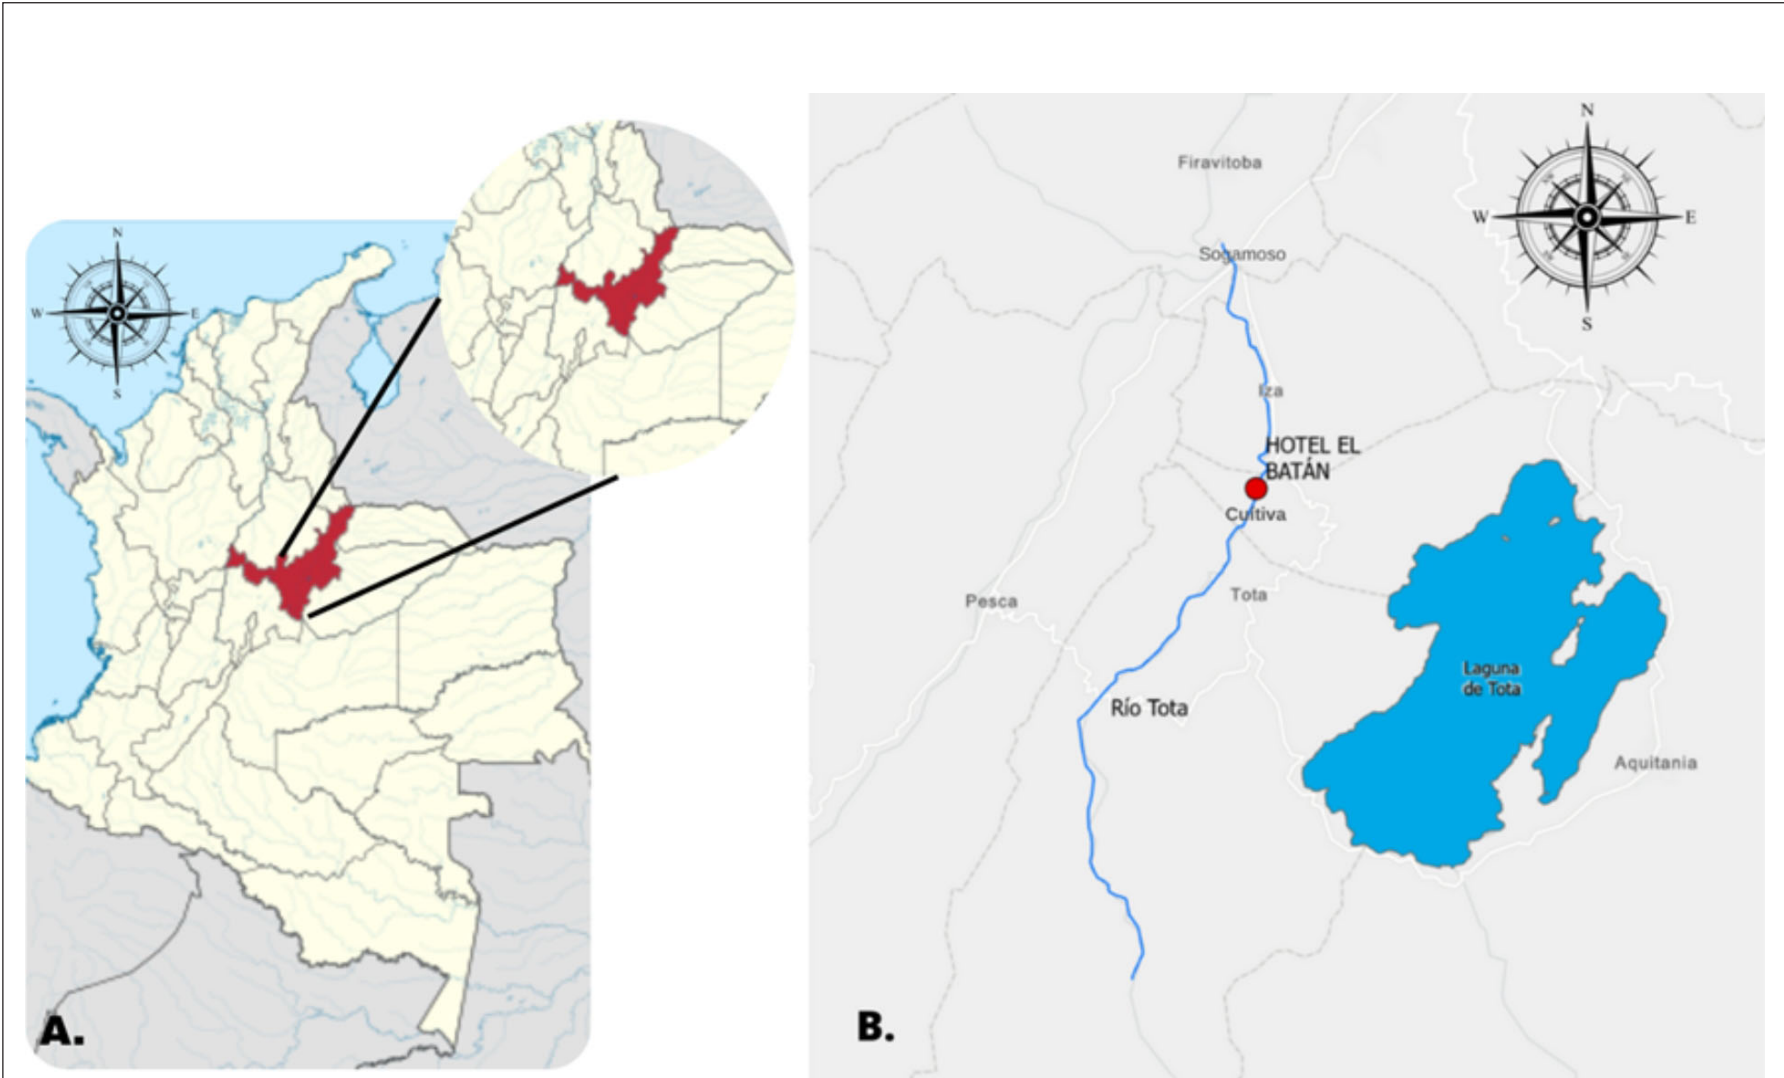 N
W
E
S
A.
N
W
E
S
Firavitoba
Sogamoso
Iza
HOTEL EL
BATÁN
Cuitiva
Pesca
Tota
Laguna
de Tota
Río Tota
Aquitania
B.